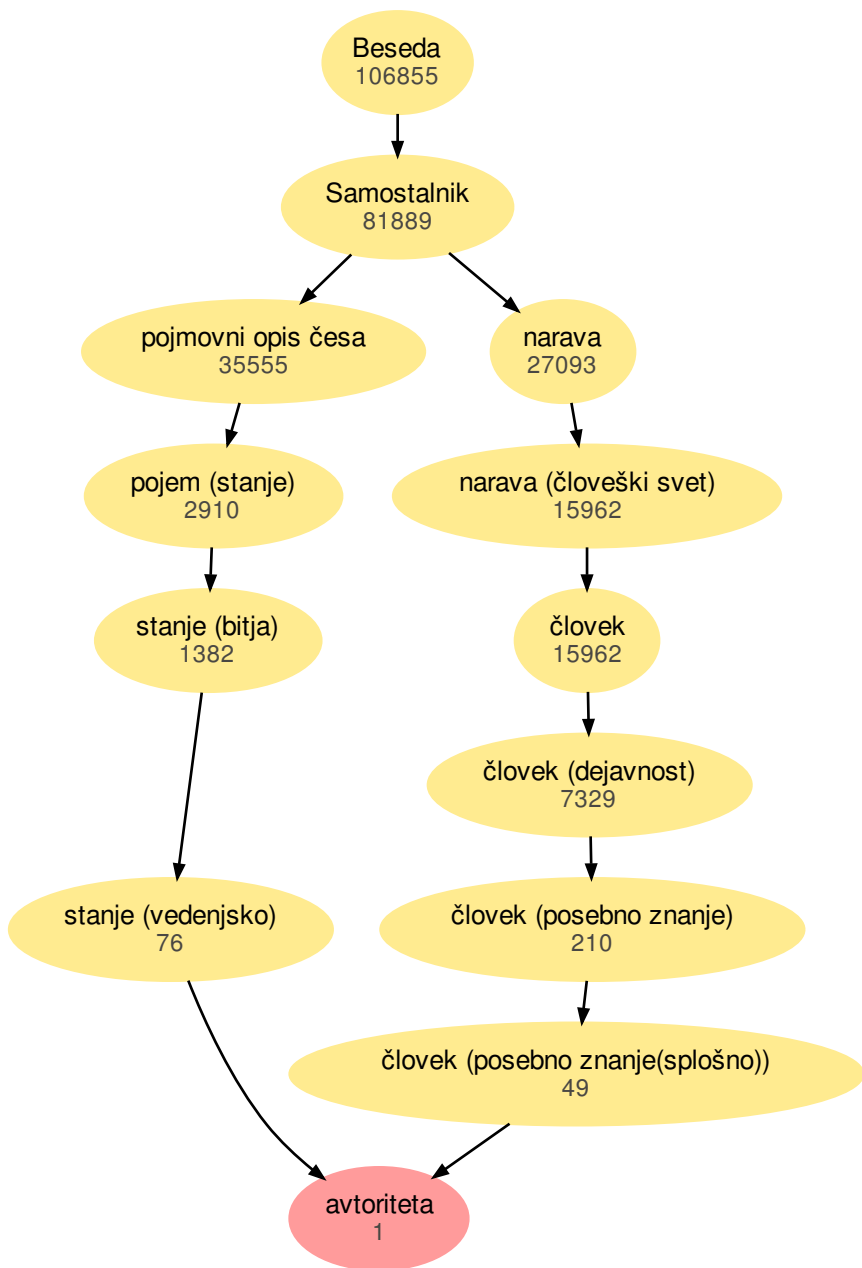 Beseda
106855
Samostalnik
81889
pojmovni opis česa
35555
narava
27093
pojem (stanje)
2910
narava (človeški svet)
15962
stanje (bitja)
1382
človek
15962
človek (dejavnost)
7329
stanje (vedenjsko)
76
človek (posebno znanje)
210
človek (posebno znanje(splošno))
49
avtoriteta
1